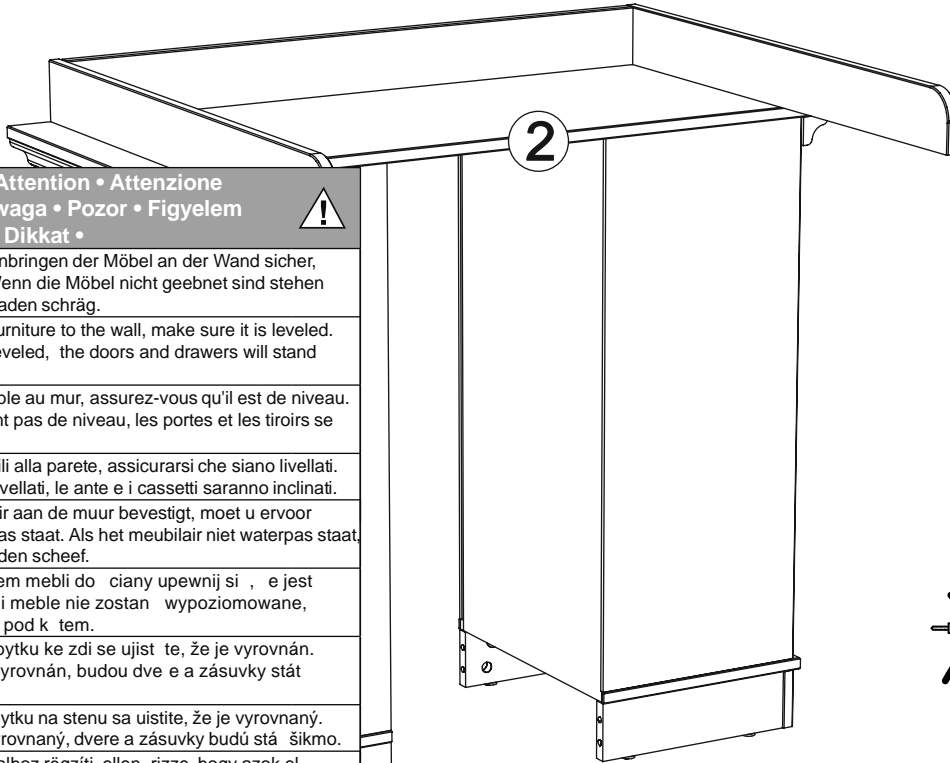 2
Attention • Attenzione
waga • Pozor • Figyelem
Dikkat •
nbringen der Möbel an der Wand sicher,
Wenn die Möbel nicht geebnet sind stehen
aden schräg.
urniture to the wall, make sure it is leveled.
eveled, the doors and drawers will stand
ble au mur, assurez-vous qu'il est de niveau.
nt pas de niveau, les portes et les tiroirs se
ili alla parete, assicurarsi che siano livellati.
vellati, le ante e i cassetti saranno inclinati.
ir aan de muur bevestigt, moet u ervoor
pas staat. Als het meubilair niet waterpas staat,
den scheef.
em mebli do ciany upewnij si , e jest
i meble nie zostan wypoziomowane,
pod k tem.
bytku ke zdi se ujist te, že je vyrovnán.
yrovnán, budou dve e a zásuvky stát
ytku na stenu sa uistite, že je vyrovnaný.
rovnaný, dvere a zásuvky budú stá šikmo.